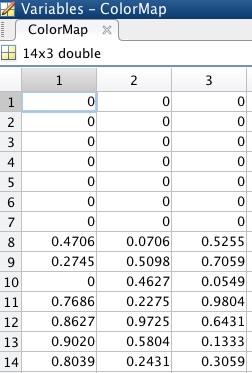 Variables - ColorMap
ColorMap
14x3 double
1 2 3
1 0 0 0
2 0 0 0
3 0 0 0
4 0 0 0
5 0 0 0
6 0 0 0
7 0 0 0
8 0.4706 0.0706 0.5255
9 0.2745 0.5098 0.7059
10 0 0.4627 0.0549
11 0.7686 0.2275 0.9804
12 0.8627 0.9725 0.6431
13 0.9020 0.5804 0.1333
14 0.8039 0.2431 0.3059